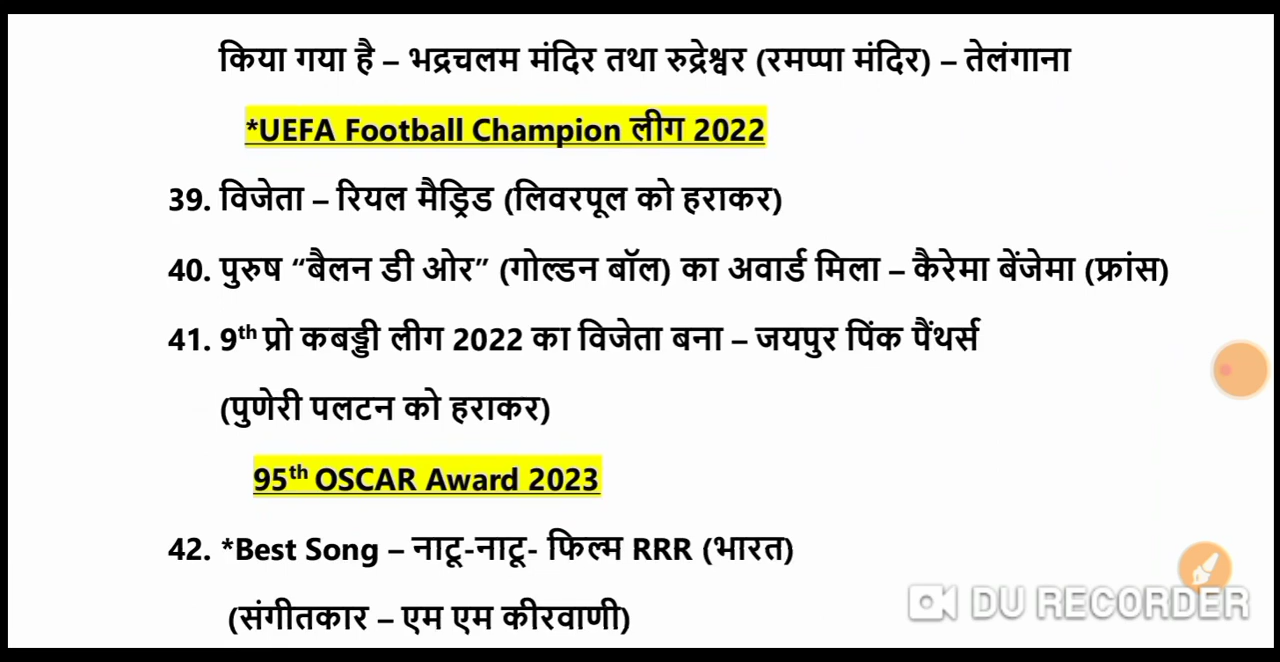 किया गया है – भद्रचलम मंदिर तथा रुद्रेश्वर (रमप्पा मंदिर) – तेलंगाना
*UEFA Football Champion लीग 2022
39. विजेता – रियल मैड्रिड (लिवरपूल को हराकर)
40. पुरुष “बैलन डी ओर” (गोल्डन बॉल) का अवार्ड मिला – कैरेमा बेंजेमा (फ्रांस)
41. 9th प्रो कबड्डी लीग 2022 का विजेता बना – जयपुर पिंक पैंथर्स
(पुणेरी पलटन को हराकर)
95th OSCAR Award 2023
42. *Best Song – नाटू-नाटू- फिल्म RRR (भारत)
(संगीतकार – एम एम कीरवाणी)
DU RECORDER